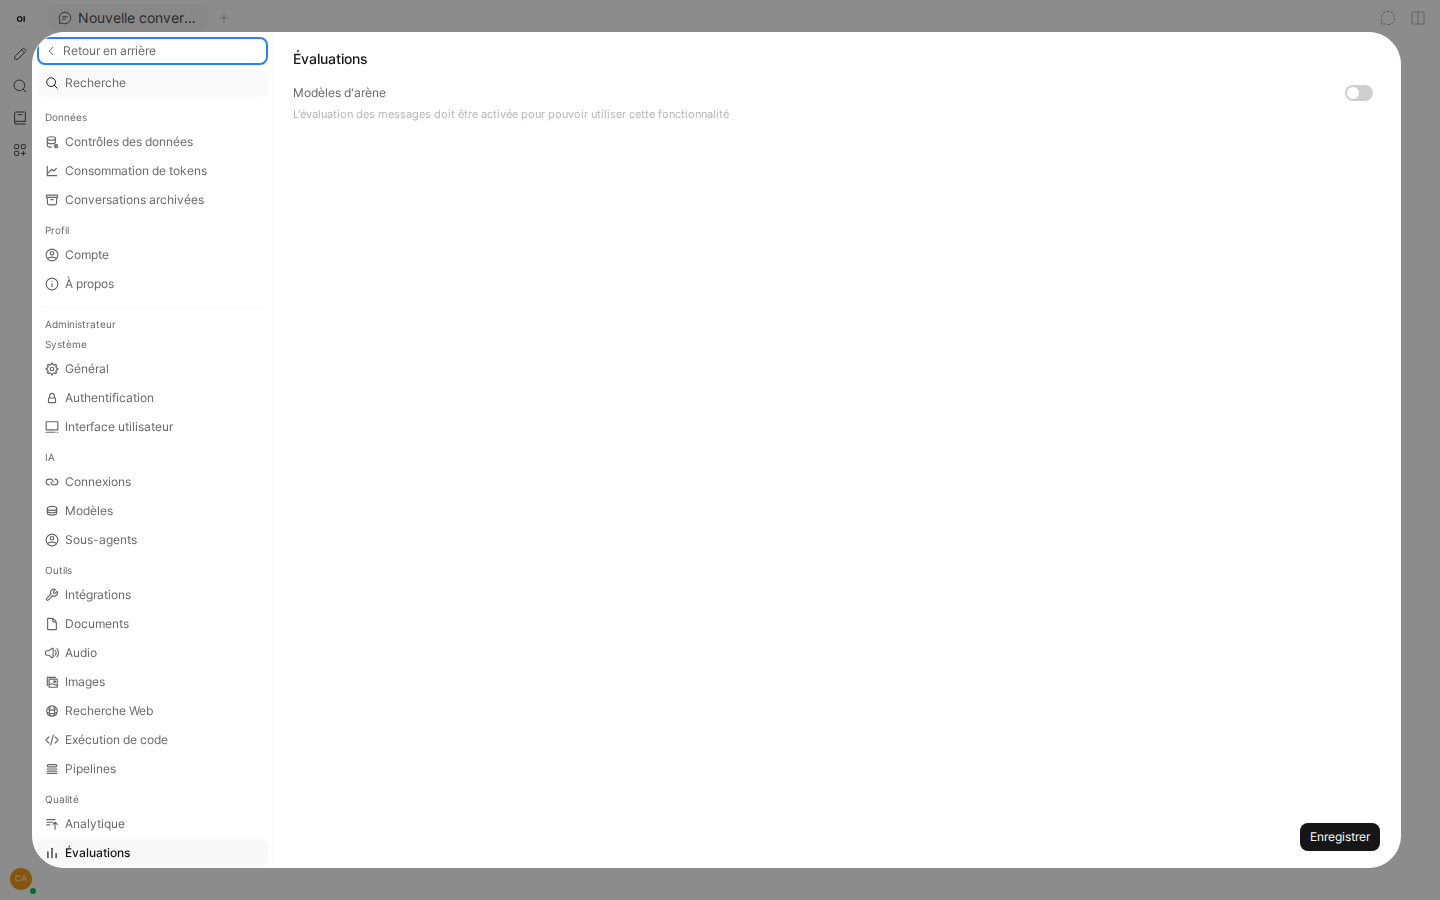 OI
Nouvelle conver...
Retour en arrière
Recherche
Données
Contrôles des données
Consommation de tokens
Conversations archivées
Profil
Compte
À propos
Administrateur
Système
Général
Authentification
Interface utilisateur
IA
Connexions
Modèles
Sous-agents
Outils
Intégrations
Documents
Audio
Images
Recherche Web
Exécution de code
Pipelines
Qualité
Analytique
Évaluations
CA
Évaluations
Modèles d'arène
L'évaluation des messages doit être activée pour pouvoir utiliser cette fonctionnalité
Enregistrer